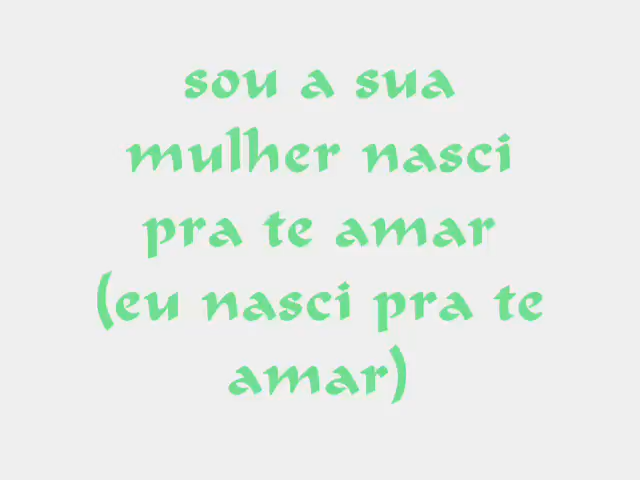 sou a sua
mulher nasci
pra te amar
(eu nasci pra te
amar)